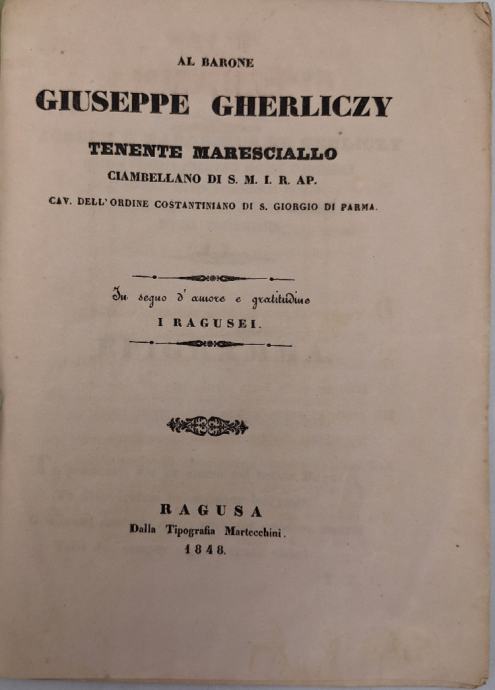 AL BARONE
GIUSEPPE GHERLICZY
TENENTE MARESCIALLO
CIAMBELLANO DI S. M. I. R. AP.
CAV. DELL'ORDINE COSTANTINIANO DI S. GIORGIO DI PARMA.
In segno d'amore e gratitudine
I RAGUSEI.
RAGUSA
Dalla Tipografia Martecchini.
1848.